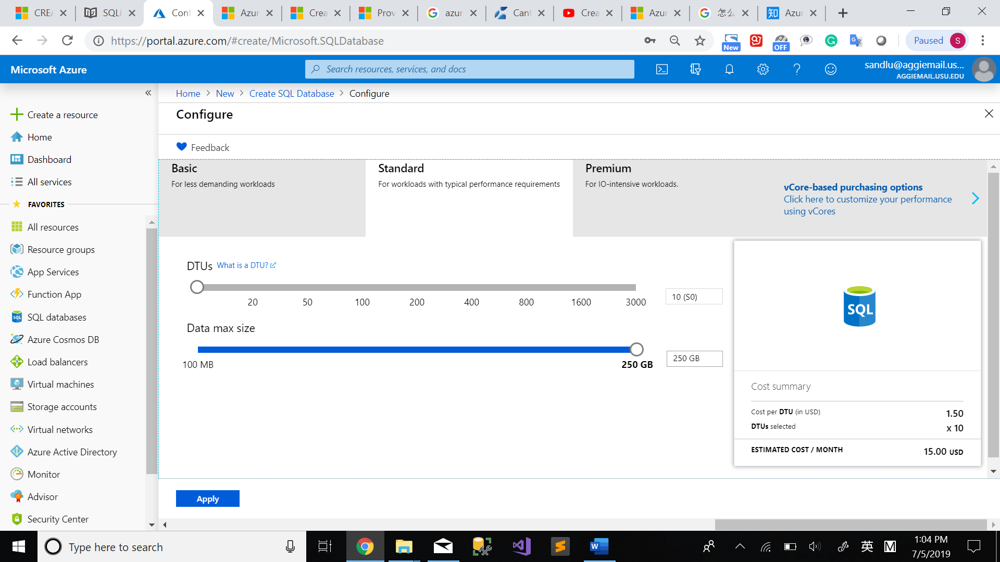 CREA
SQLi
Conf
Azur
Crea
Prov
azur
Cant
Crea
Azur
怎么
Azur
https://portal.azure.com/#create/Microsoft.SQLDatabase
New
OFF
Paused
S
Microsoft Azure
Search resources, services, and docs
sandlu@aggiemail.us...
AGGIEMAIL.USU.EDU
Create a resource
Home
Dashboard
All services
FAVORITES
All resources
Resource groups
App Services
Function App
SQL databases
Azure Cosmos DB
Load balancers
Virtual machines
Storage accounts
Virtual networks
Azure Active Directory
Monitor
Advisor
Security Center
Home > New > Create SQL Database > Configure
Configure
Feedback
Basic
For less demanding workloads
Standard
For workloads with typical performance requirements
Premium
For IO-intensive workloads.
vCore-based purchasing options
Click here to customize your performance
using vCores
DTUs What is a DTU?
20 50 100 200 400 800 1600 3000
10 (S0)
Data max size
100 MB
250 GB
250 GB
SQL
Cost summary
Cost per DTU (in USD) 1.50
DTUs selected x 10
ESTIMATED COST / MONTH 15.00 USD
Apply
Type here to search
英
M
1:04 PM
7/5/2019